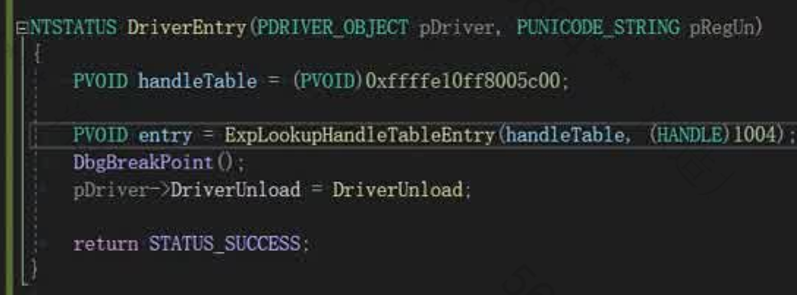 NTSTATUS DriverEntry(PDRIVER_OBJECT pDriver, PUNICODE_STRING pRegUn)
{
    PVOID handleTable = (PVOID)0xffffe10ff8005c00;
    PVOID entry = ExpLookupHandleTableEntry(handleTable, (HANDLE)1004);
    DbgBreakPoint();
    pDriver->DriverUnload = DriverUnload;
    return STATUS_SUCCESS;
}